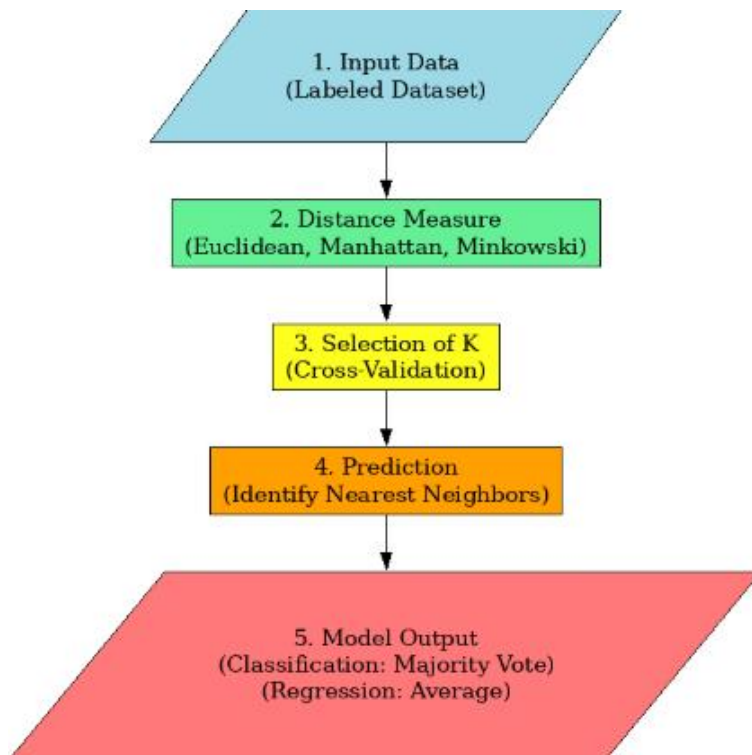 1. Input Data
(Labeled Dataset)
2. Distance Measure
(Euclidean, Manhattan, Minkowski)
3. Selection of K
(Cross-Validation)
4. Prediction
(Identify Nearest Neighbors)
5. Model Output
(Classification: Majority Vote)
(Regression: Average)